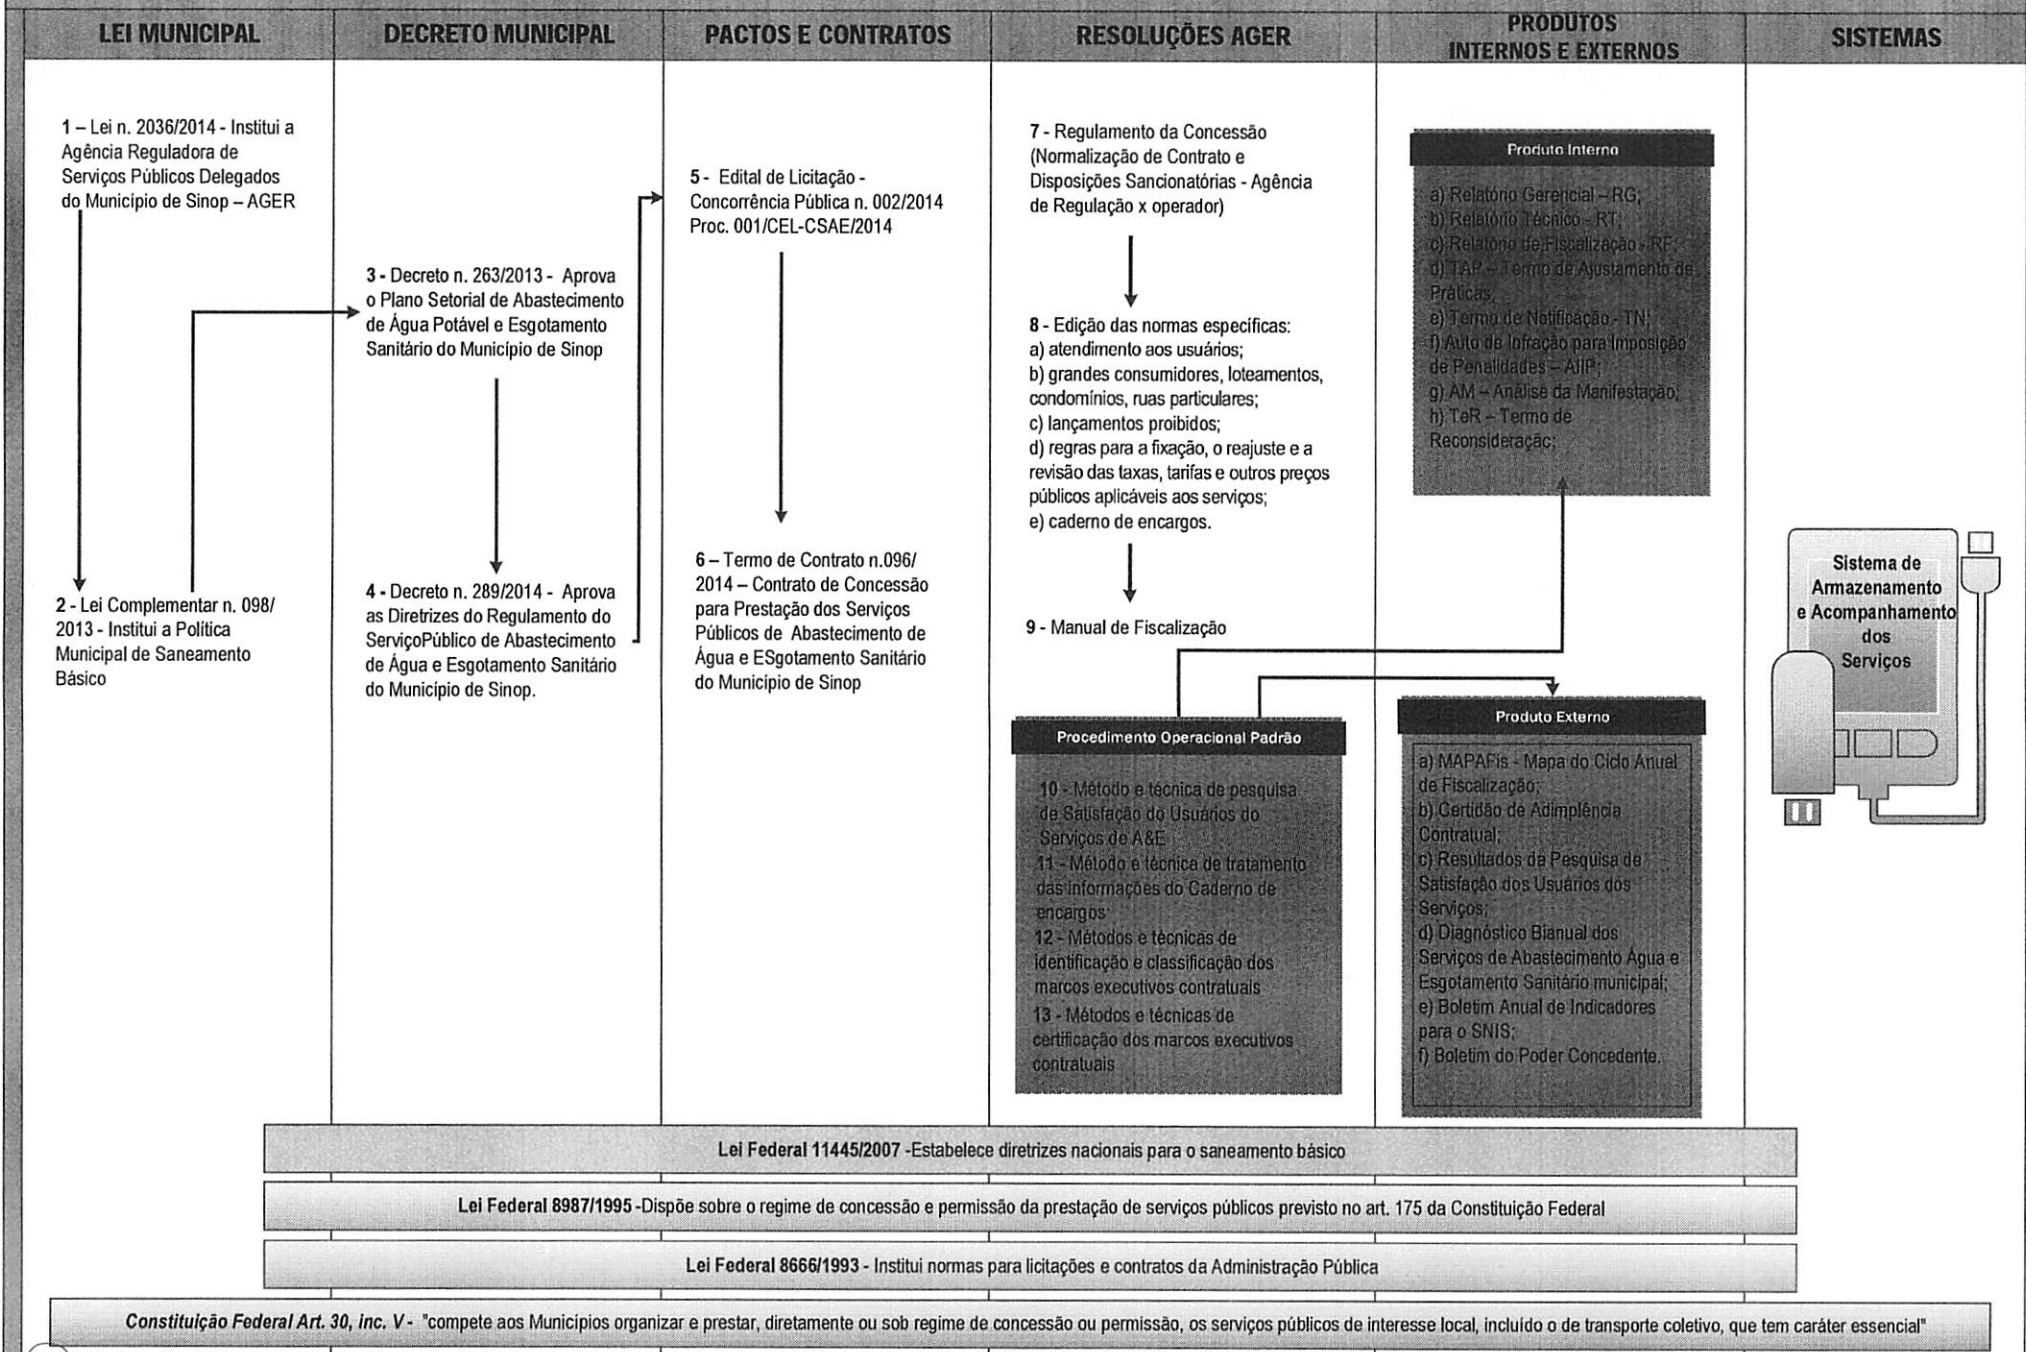 LEI MUNICIPAL
DECRETO MUNICIPAL
PACTOS E CONTRATOS
RESOLUÇÕES AGER
PRODUTOS
INTERNOS E EXTERNOS
SISTEMAS
1 – Lei n. 2036/2014 - Institui a
Agência Reguladora de
Serviços Públicos Delegados
do Município de Sinop – AGER
2 - Lei Complementar n. 098/
2013 - Institui a Política
Municipal de Saneamento
Básico
3 - Decreto n. 263/2013 - Aprova
o Plano Setorial de Abastecimento
de Água Potável e Esgotamento
Sanitário do Município de Sinop
4 - Decreto n. 289/2014 - Aprova
as Diretrizes do Regulamento do
ServiçoPúblico de Abastecimento
de Água e Esgotamento Sanitário
do Município de Sinop.
5 - Edital de Licitação -
Concorrência Pública n. 002/2014
Proc. 001/CEL-CSAE/2014
6 – Termo de Contrato n.096/
2014 – Contrato de Concessão
para Prestação dos Serviços
Públicos de Abastecimento de
Água e ESgotamento Sanitário
do Município de Sinop
7 - Regulamento da Concessão
(Normalização de Contrato e
Disposições Sancionatórias - Agência
de Regulação x operador)
8 - Edição das normas específicas:
a) atendimento aos usuários;
b) grandes consumidores, loteamentos,
condomínios, ruas particulares;
c) lançamentos proibidos;
d) regras para a fixação, o reajuste e a
revisão das taxas, tarifas e outros preços
públicos aplicáveis aos serviços;
e) caderno de encargos.
9 - Manual de Fiscalização
Procedimento Operacional Padrão
10 - Método e técnica de pesquisa
de Satisfação do Usuários do
Serviços de A&E
11 - Método e técnica de tratamento
das informações do Caderno de
encargos
12 - Métodos e técnicas de
identificação e classificação dos
marcos executivos contratuais
13 - Métodos e técnicas de
certificação dos marcos executivos
contratuais
Produto Interno
a) Relatório Gerencial – RG;
b) Relatório Técnico - RT;
c) Relatório de Fiscalização - RF;
d) TAP – Termo de Ajustamento de
Práticas;
e) Termo de Notificação - TN;
f) Auto de Infração para Imposição
de Penalidades – AIIP;
g) AM – Análise da Manifestação;
h) TeR – Termo de
Reconsideração;
Produto Externo
a) MAPAFis - Mapa do Ciclo Anual
de Fiscalização;
b) Certidão de Adimplência
Contratual;
c) Resultados da Pesquisa de
Satisfação dos Usuários dos
Serviços;
d) Diagnóstico Bianual dos
Serviços de Abastecimento Água e
Esgotamento Sanitário municipal;
e) Boletim Anual de Indicadores
para o SNIS;
f) Boletim do Poder Concedente.
Sistema de
Armazenamento
e Acompanhamento
dos
Serviços
Lei Federal 11445/2007 -Estabelece diretrizes nacionais para o saneamento básico
Lei Federal 8987/1995 -Dispõe sobre o regime de concessão e permissão da prestação de serviços públicos previsto no art. 175 da Constituição Federal
Lei Federal 8666/1993 - Institui normas para licitações e contratos da Administração Pública
Constituição Federal Art. 30, inc. V - "compete aos Municípios organizar e prestar, diretamente ou sob regime de concessão ou permissão, os serviços públicos de interesse local, incluído o de transporte coletivo, que tem caráter essencial"